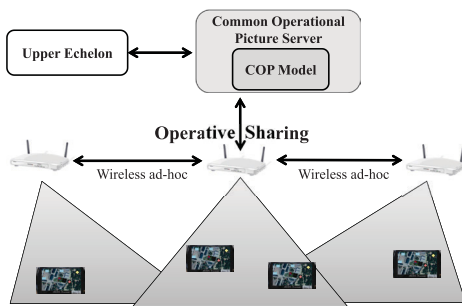 Common Operational
Picture Server
Upper Echelon
COP Model
Operative Sharing
Wireless ad-hoc
Wireless ad-hoc